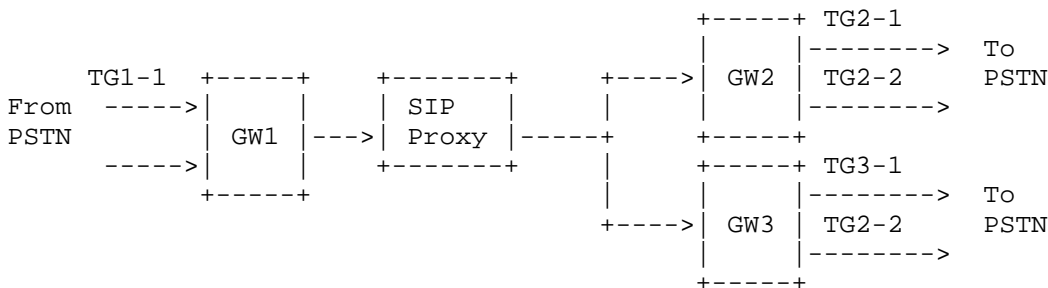 TG2-1
To
TG1-1 GW2 TG2-2 PSTN
From SIP
PSTN GW1 Proxy
TG3-1
To
GW3 TG2-2 PSTN